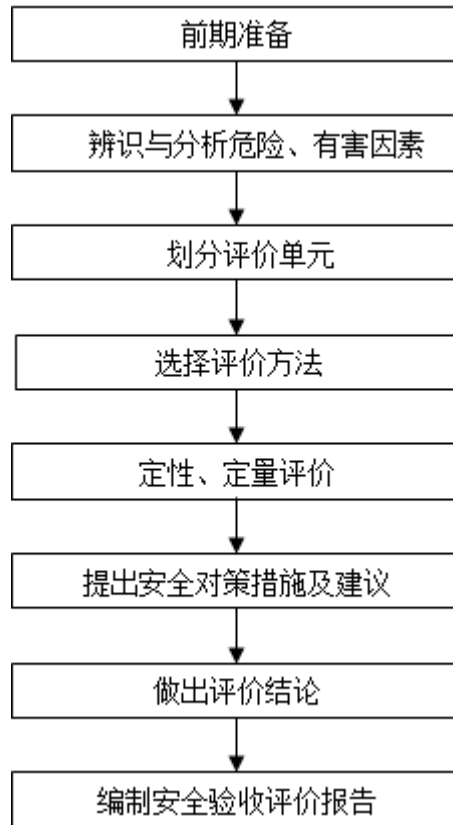 前期准备
辨识与分析危险、有害因素
划分评价单元
选择评价方法
定性、定量评价
提出安全对策措施及建议
做出评价结论
编制安全验收评价报告